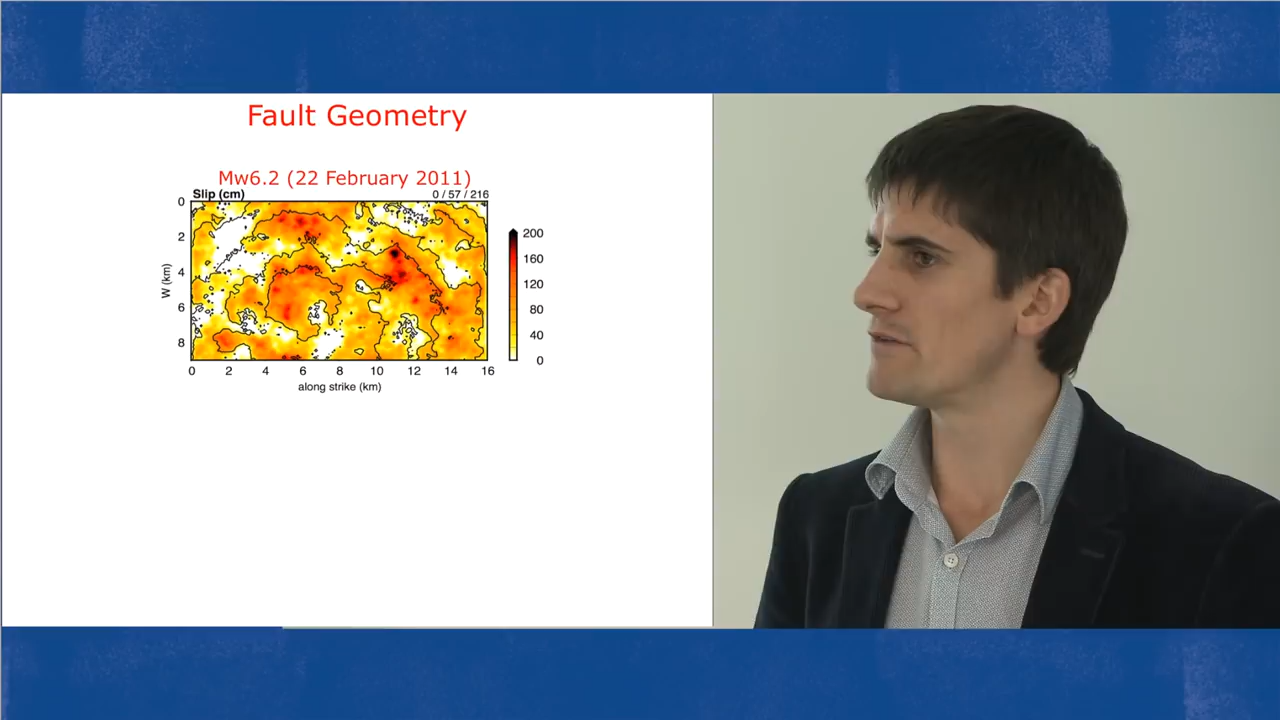 Fault Geometry
Mw6.2 (22 February 2011)
Slip (cm) 0 / 57 / 216
0
2
4
6
8
W (km)
0 2 4 6 8 10 12 14 16
along strike (km)
200
160
120
80
40
0